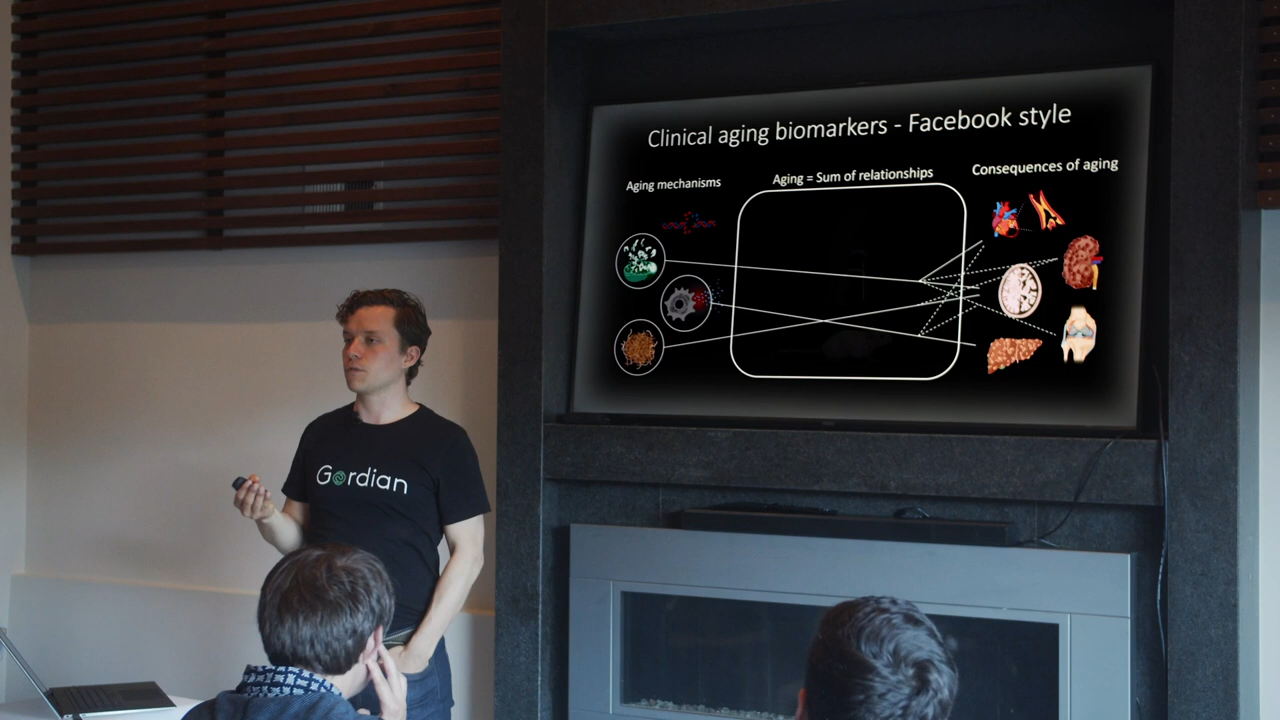 Clinical aging biomarkers - Facebook style
Aging mechanisms
Aging = Sum of relationships
Consequences of aging
Gordian